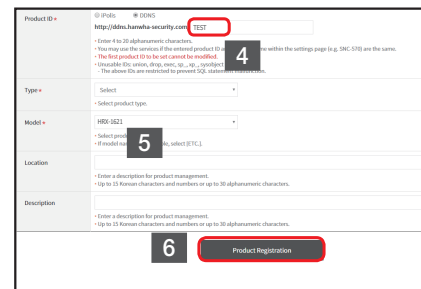 Product ID *
iPolis DDNS
http://ddns.hanwha-security.com/ TEST
• Enter 4 to 20 alphanumeric characters.
• You may use the services if the entered product ID a me within the settings page (e.g. SNC-570) are the same.
• The first product ID to be set cannot be modified.
• Unusable IDs: union, drop, exec, sp_, xp_, sysobject
- The above IDs are restricted to prevent SQL statement
4
Type *
Select
• Select product type.
Model *
HRX-1621
• Select prod
• If model na le, select [ETC.].
5
Location
• Enter a description for product management.
• Up to 15 Korean characters and numbers or up to 30 alphanumeric characters.
Description
• Enter a description for product management.
• Up to 15 Korean characters and numbers or up to 30 alphanumeric characters.
6
Product Registration